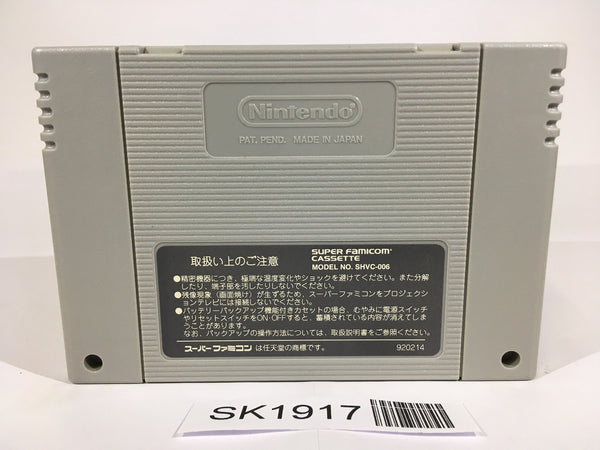 Nintendo
PAT. PEND. MADE IN JAPAN
取扱い上のご注意
SUPER FAMICOM
CASSETTE
MODEL NO. SHVC-006
●精密機器につき、極端な温度変化やショックを避けてください。また分解
したり、端子部を汚したりしないでください。
●残像現象（画面焼け）が生ずるため、スーパーファミコンをプロジェクシ
ョンテレビには接続しないでください。
●バッテリーバックアップ機能付きカセットの場合、むやみに電源スイッチ
やリセットスイッチをON・OFFすると、蓄積されている内容が消えてしま
うことがあります。
なお、バックアップの操作方法については、取扱説明書をご参照ください。
スーパーファミコンは任天堂の商標です。
920214
SK1917